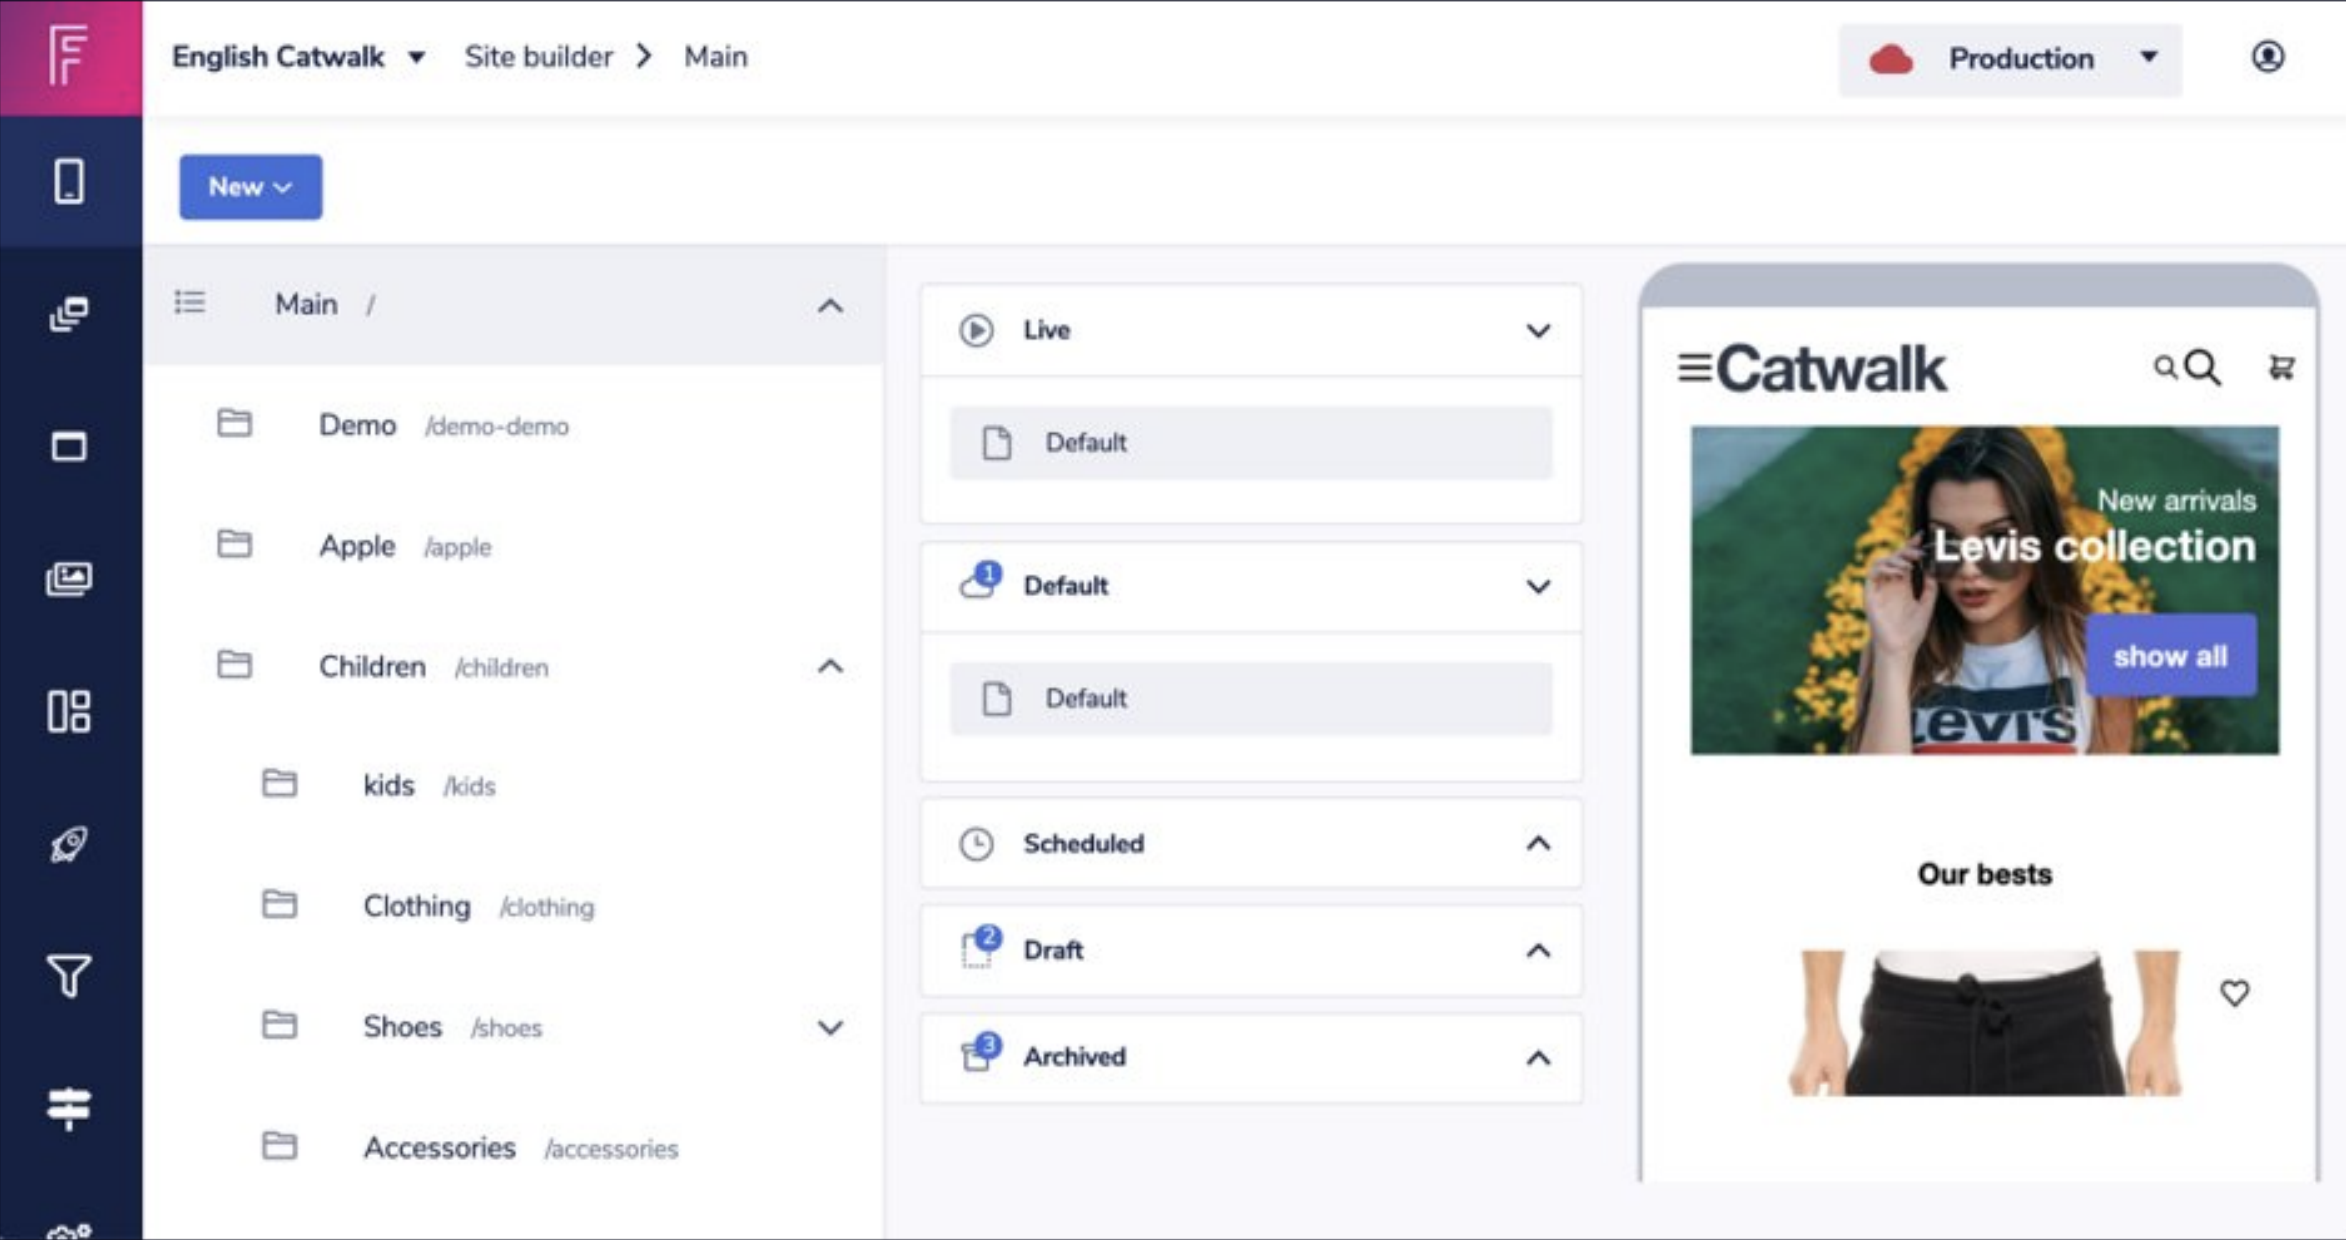 English Catwalk Site builder Main
Production
New
Main /
Demo /demo-demo
Apple /apple
Children /children
kids /kids
Clothing /clothing
Shoes /shoes
Accessories /accessories
Live
Default
1
Default
Default
Scheduled
2
Draft
3
Archived
Catwalk
New arrivals
Levis collection
show all
Levi's
Our bests